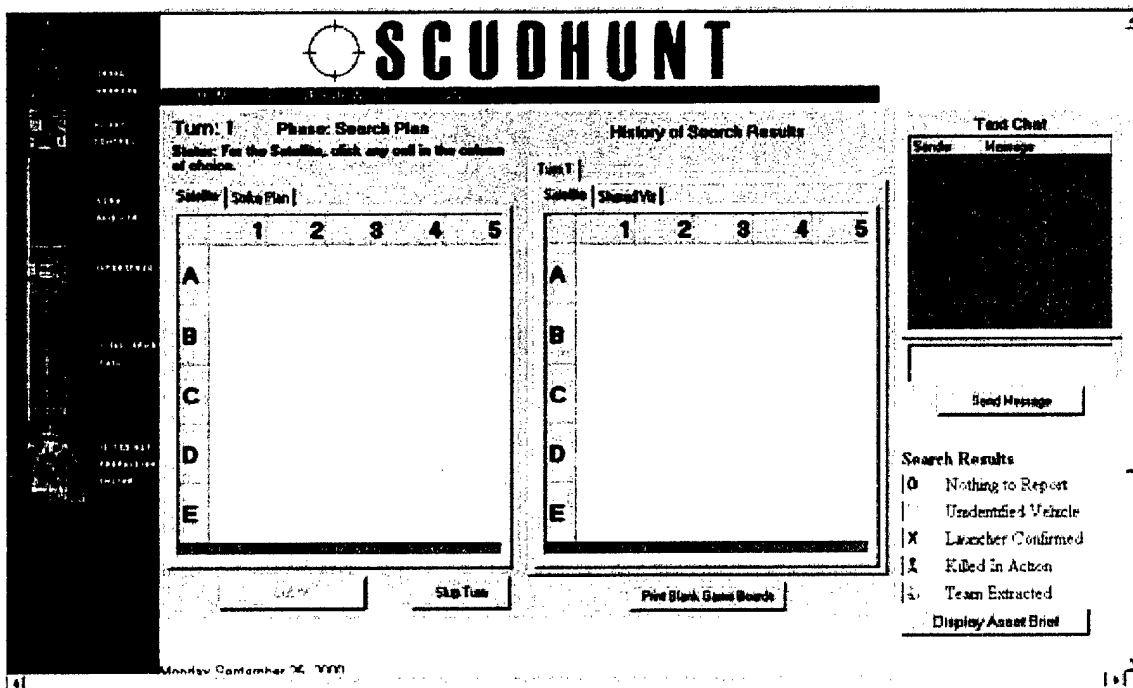 SCUDHUNT
Turn: 1 Phase: Search Plan
Status: For the Satellite, click any cell in the column
of choice.
Satellite Strike Plan
1 2 3 4 5
A
B
C
D
E
Skip Turn
History of Search Results
Turn 1
Satellite Shared Viz
1 2 3 4 5
A
B
C
D
E
Print Blank Game Boards
Text Chat
Sender Message
Send Message
Search Results
0 Nothing to Report
Unidentified Vehicle
X Launcher Confirmed
Killed In Action
Team Extracted
Display Asset Brief
Monday September 25, 2000